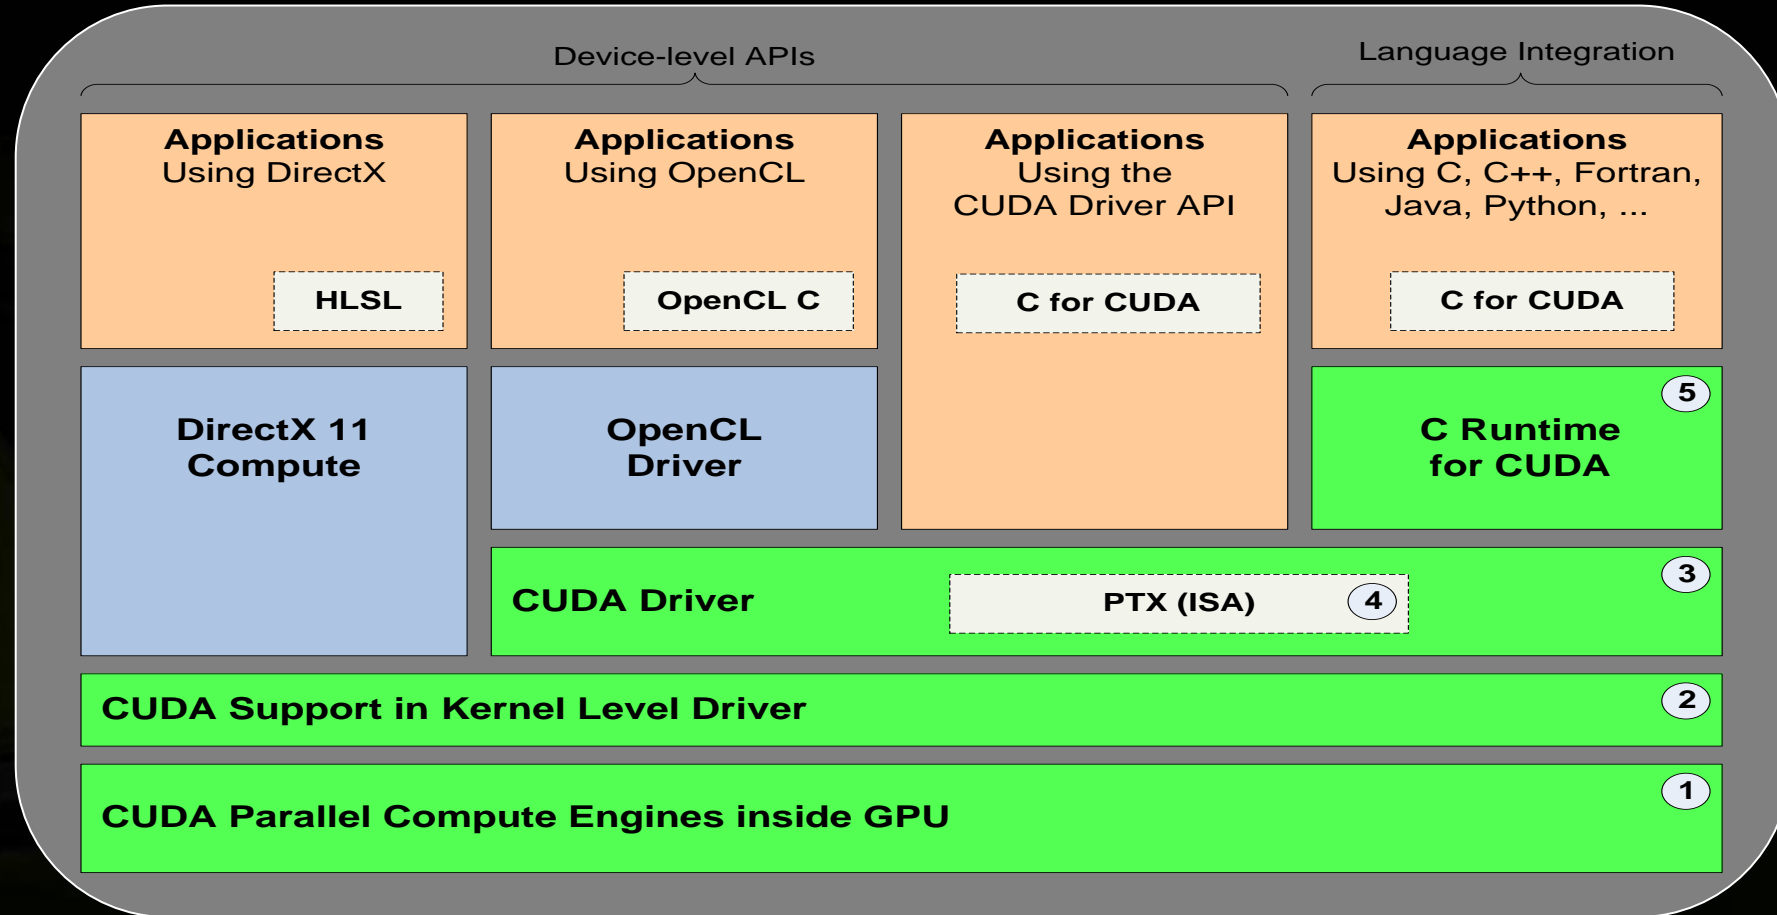 Device-level APIs
Language Integration
Applications
Using DirectX
HLSL
Applications
Using OpenCL
OpenCL C
Applications
Using the
CUDA Driver API
C for CUDA
Applications
Using C, C++, Fortran,
Java, Python, ...
C for CUDA
DirectX 11
Compute
OpenCL
Driver
5
C Runtime
for CUDA
CUDA Driver
PTX (ISA)
4
3
CUDA Support in Kernel Level Driver
2
CUDA Parallel Compute Engines inside GPU
1